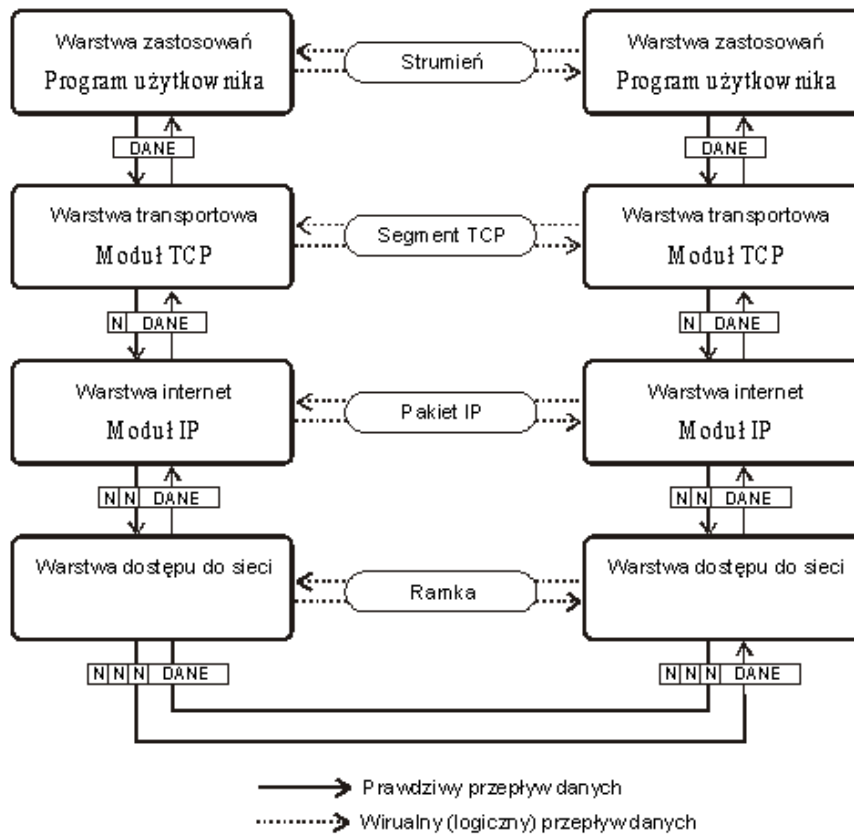 Warstwa zastosowań
Program użytkownika
Strumień
Warstwa zastosowań
Program użytkownika
DANE
DANE
Warstwa transportowa
Moduł TCP
Segment TCP
Warstwa transportowa
Moduł TCP
N DANE
N DANE
Warstwa internet
Moduł IP
Pakiet IP
Warstwa internet
Moduł IP
N N DANE
N N DANE
Warstwa dostępu do sieci
Ramka
Warstwa dostępu do sieci
N N N DANE
N N N DANE
Prawdziwy przepływ danych
Wirualny (logiczny) przepływ danych